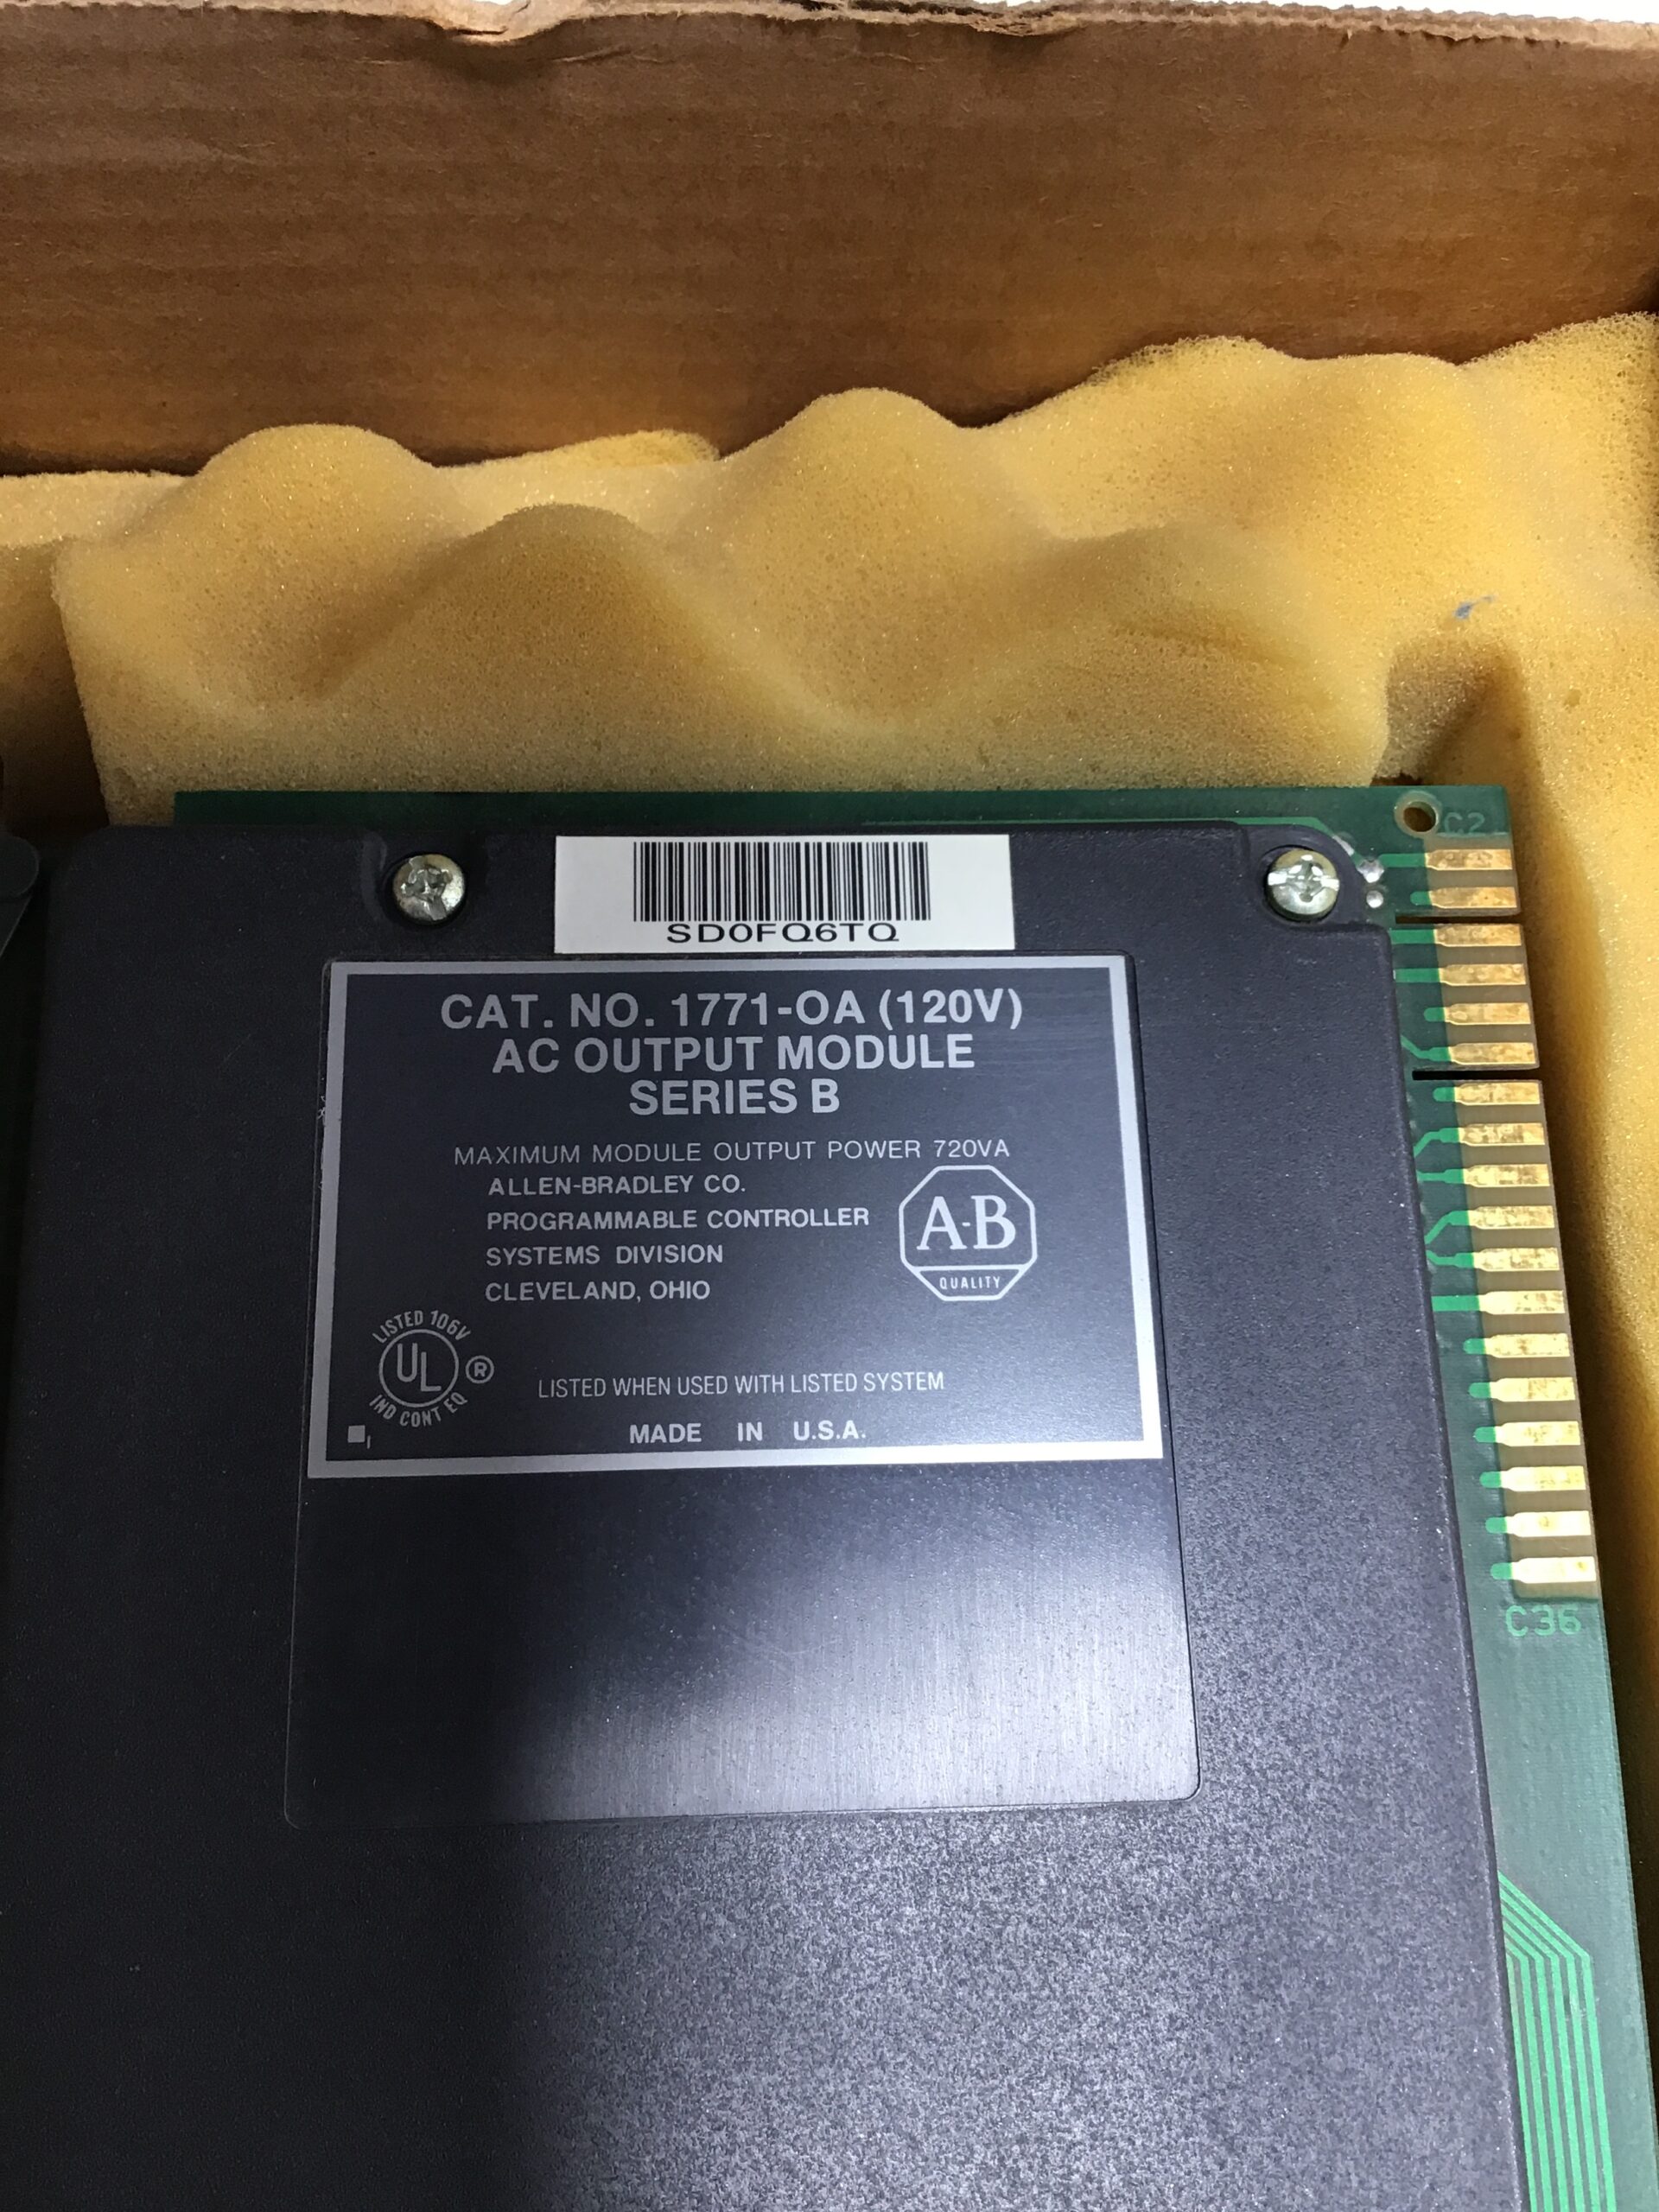 C2
SD0FQ6TQ
CAT. NO. 1771-OA (120V)
AC OUTPUT MODULE
SERIES B
MAXIMUM MODULE OUTPUT POWER 720VA
ALLEN-BRADLEY CO.
PROGRAMMABLE CONTROLLER
SYSTEMS DIVISION
CLEVELAND, OHIO
A-B
QUALITY
LISTED 106V
UL ®
IND CONT EQ
LISTED WHEN USED WITH LISTED SYSTEM
MADE IN U.S.A.
C36